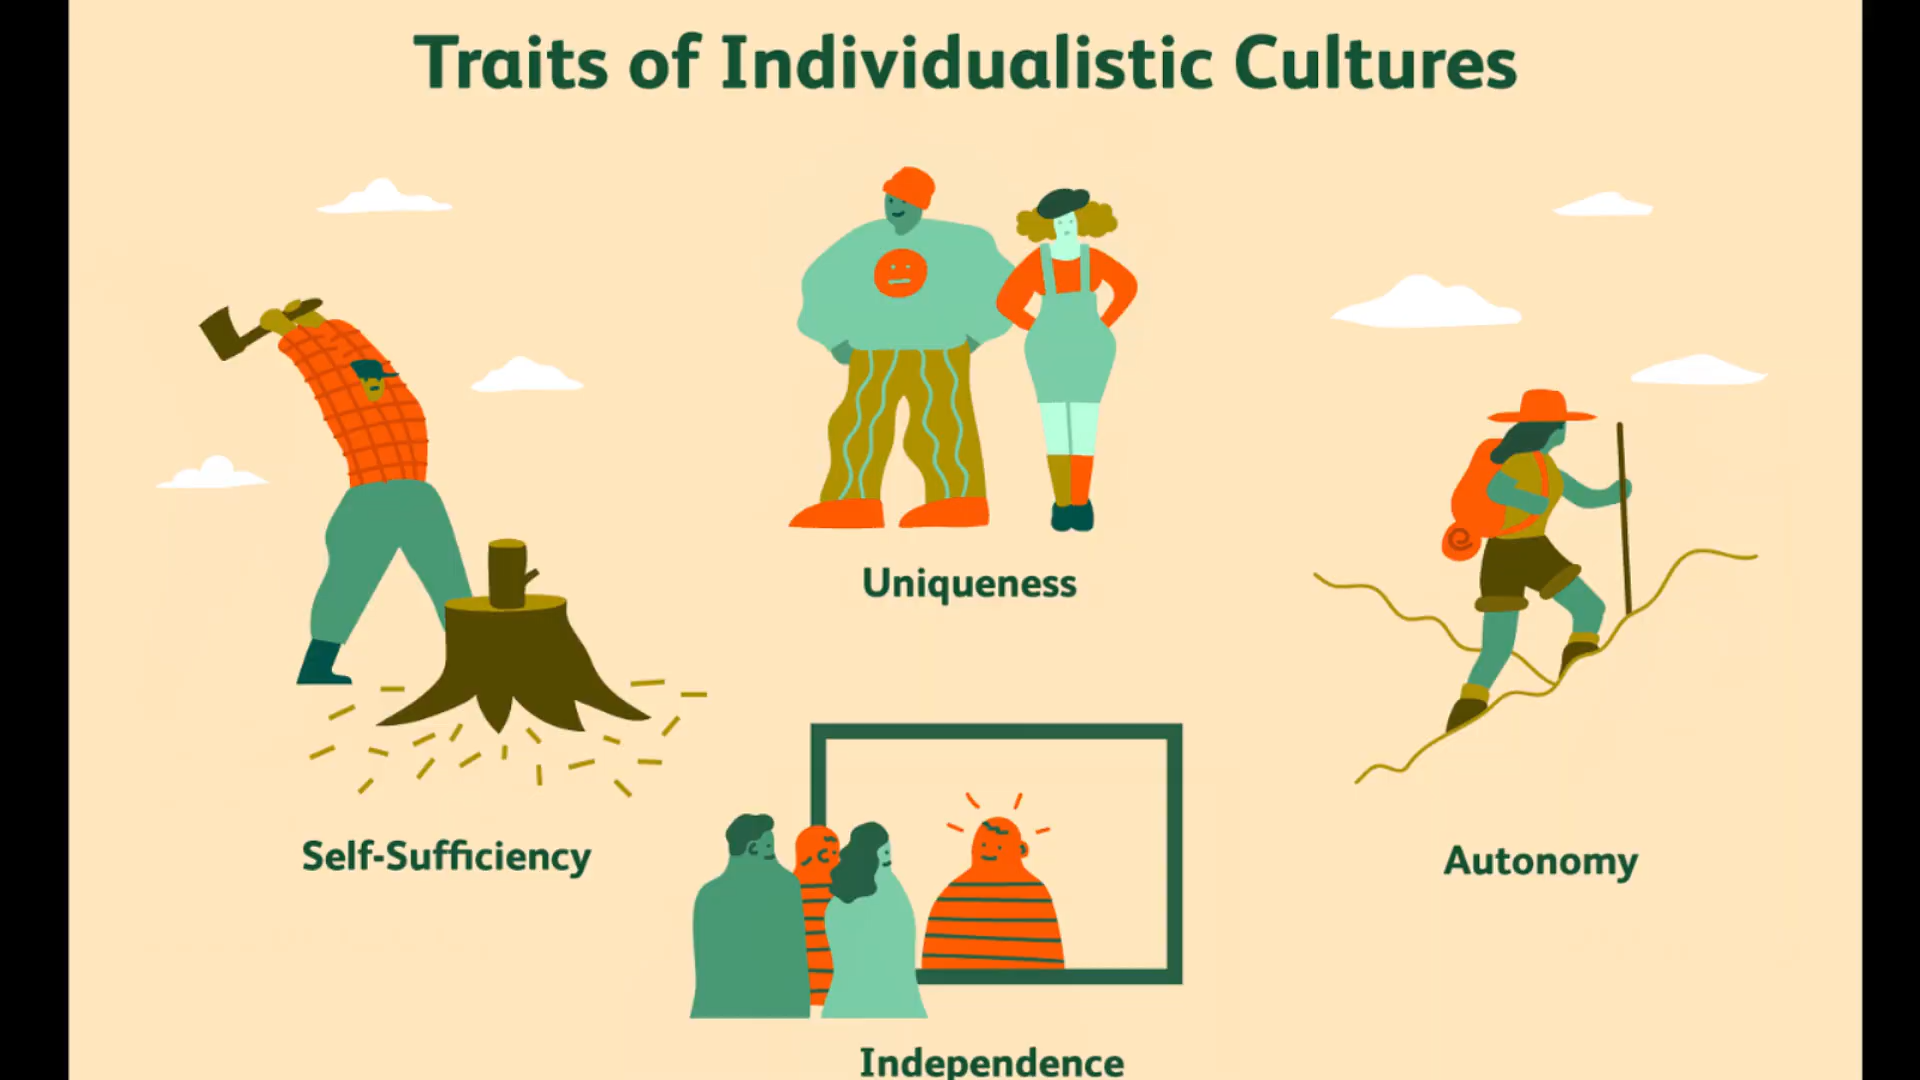 Traits of Individualistic Cultures
Uniqueness
Self-Sufficiency
Autonomy
Independence